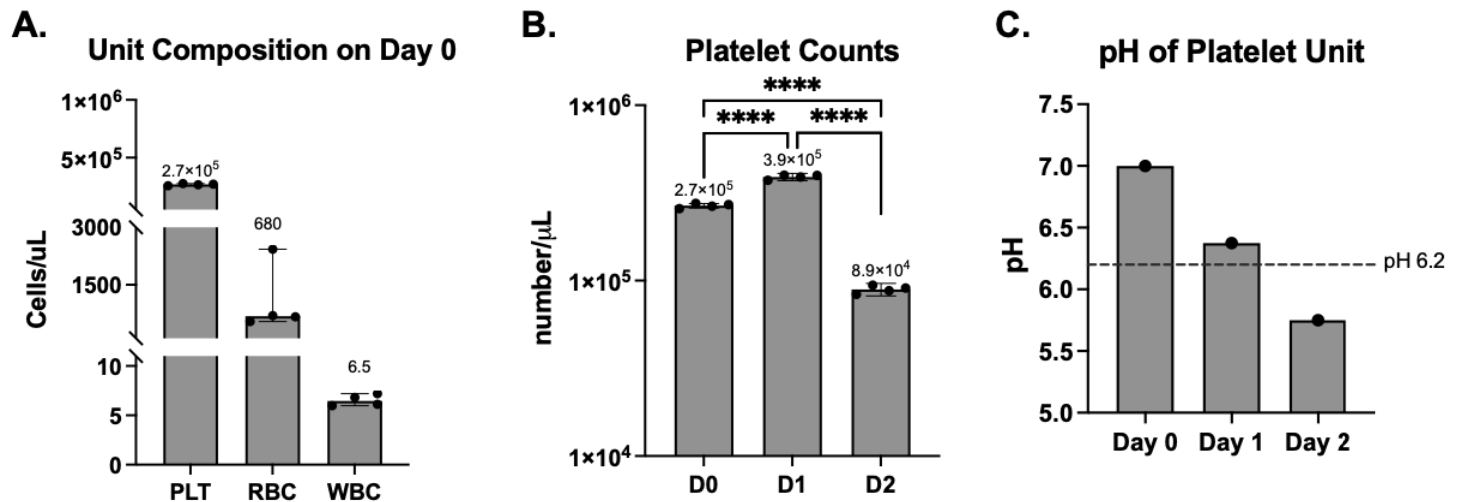 A.
Unit Composition on Day 0
Cells/uL
1×10⁶
5×10⁵
3000
1500
10
5
0
2.7×10⁵
680
6.5
PLT RBC WBC
B.
Platelet Counts
number/μL
1×10⁶
1×10⁵
1×10⁴
****
**** ****
2.7×10⁵
3.9×10⁵
8.9×10⁴
D0 D1 D2
C.
pH of Platelet Unit
pH
7.5
7.0
6.5
6.0
5.5
5.0
pH 6.2
Day 0 Day 1 Day 2